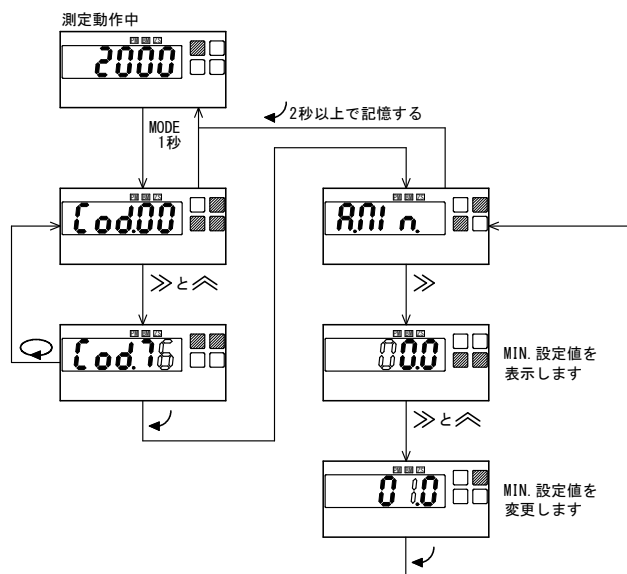 測定動作中
2000
MODE
1秒
2秒以上で記憶する
Cod.00
A.MI n.
≫と︽
≫
Cod.76
00.0
MIN. 設定値を
表示します
≫と︽
01.0
MIN. 設定値を
変更します